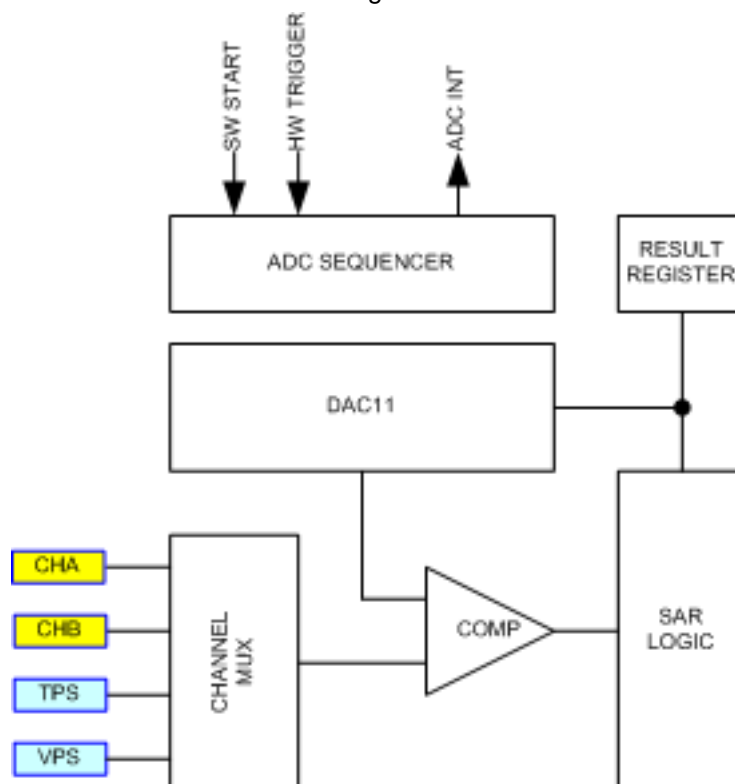 SW START
HW TRIGGER
ADC INT
ADC SEQUENCER
RESULT
REGISTER
DAC11
CHA
CHB
TPS
VPS
CHANNEL
MUX
COMP
SAR
LOGIC